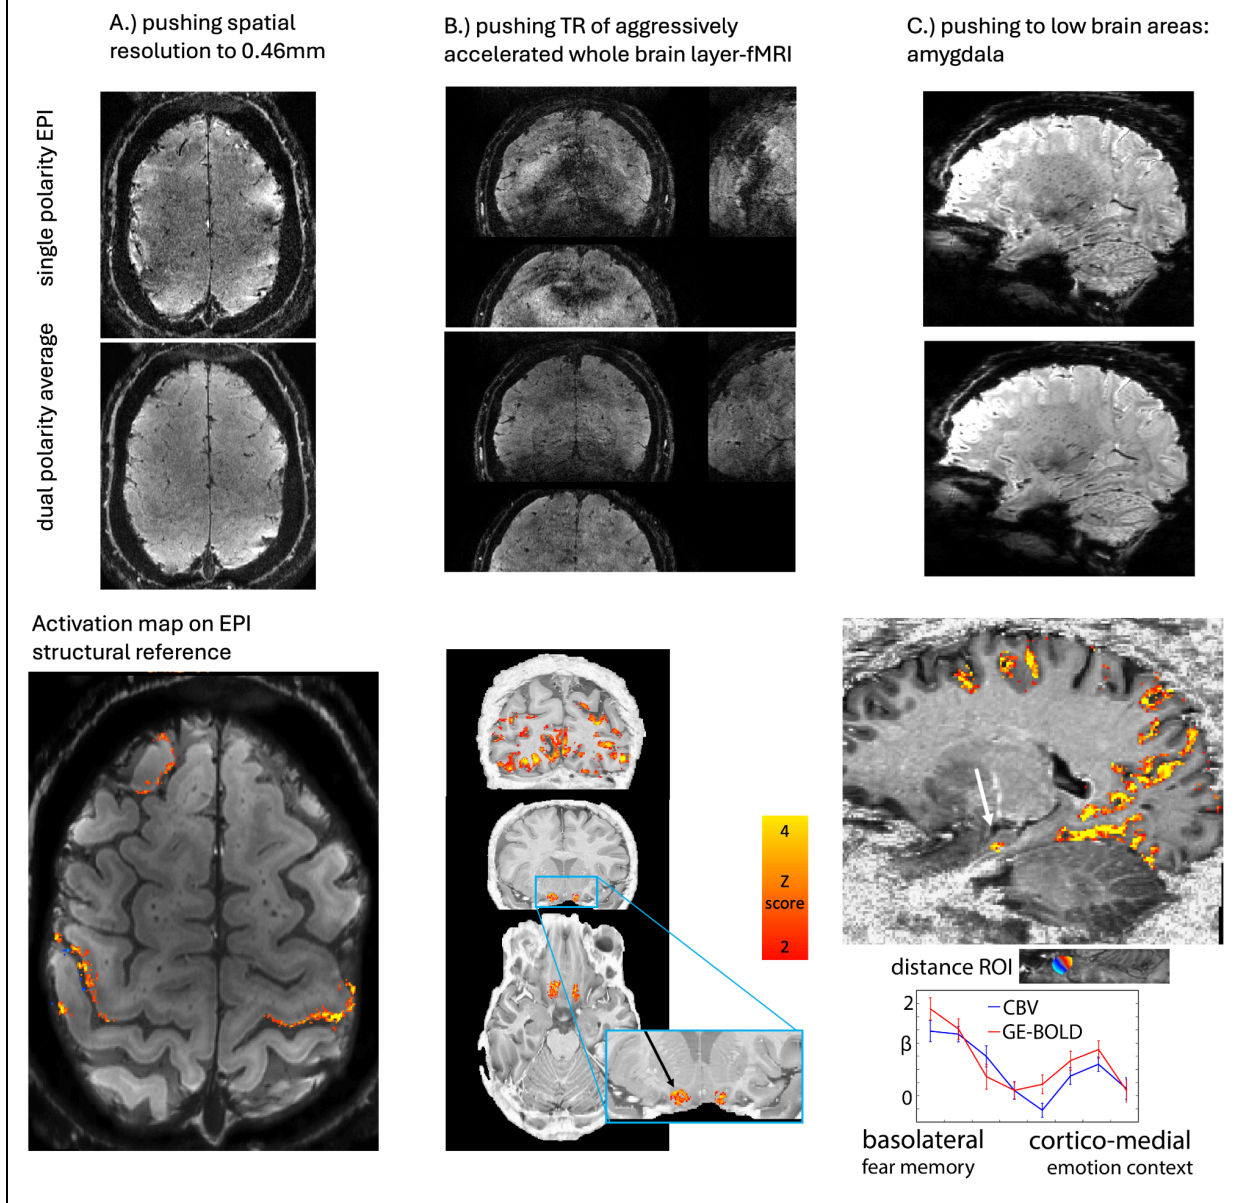 A.) pushing spatial
resolution to 0.46mm
B.) pushing TR of aggressively
accelerated whole brain layer-fMRI
C.) pushing to low brain areas:
amygdala
single polarity EPI
dual polarity average
Activation map on EPI
structural reference
4
Z
score
2
distance ROI
2
β
0
CBV
GE-BOLD
basolateral
fear memory
cortico-medial
emotion context